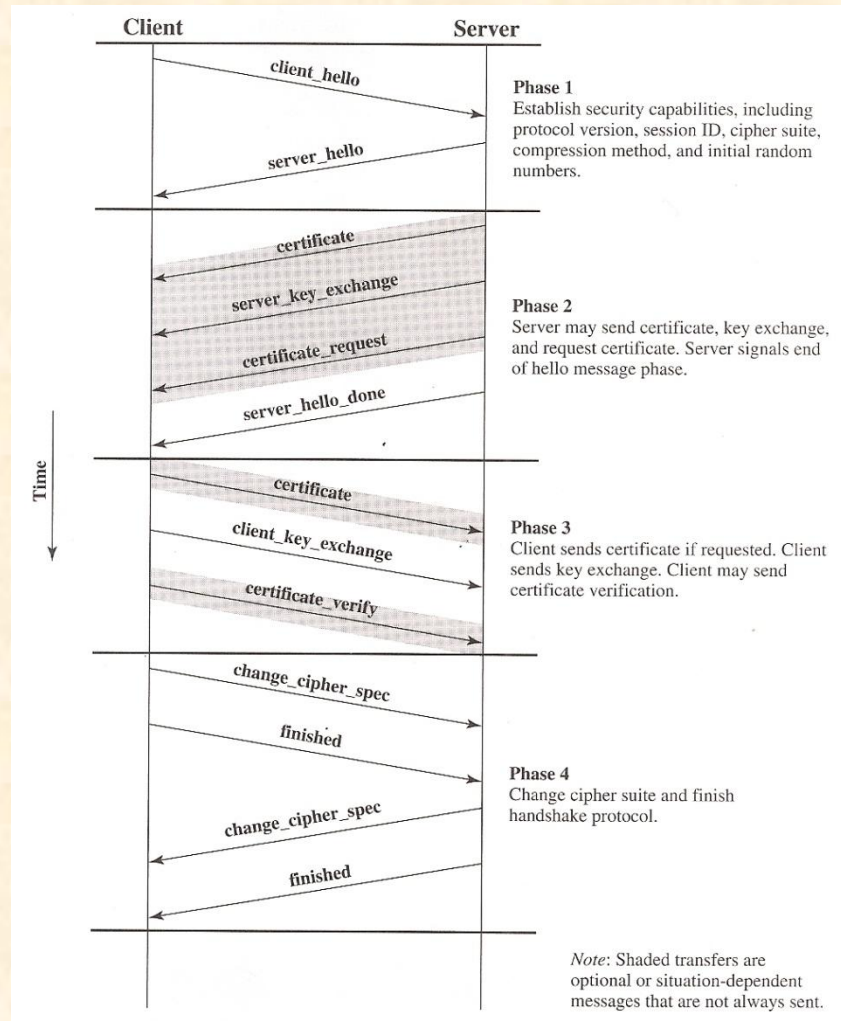 Client
Server
client_hello
Phase 1
Establish security capabilities, including
protocol version, session ID, cipher suite,
compression method, and initial random
numbers.
server_hello
certificate
server_key_exchange
Phase 2
Server may send certificate, key exchange,
and request certificate. Server signals end
of hello message phase.
certificate_request
server_hello_done
Time
certificate
client_key_exchange
Phase 3
Client sends certificate if requested. Client
sends key exchange. Client may send
certificate verification.
certificate_verify
change_cipher_spec
finished
Phase 4
Change cipher suite and finish
handshake protocol.
change_cipher_spec
finished
Note: Shaded transfers are
optional or situation-dependent
messages that are not always sent.